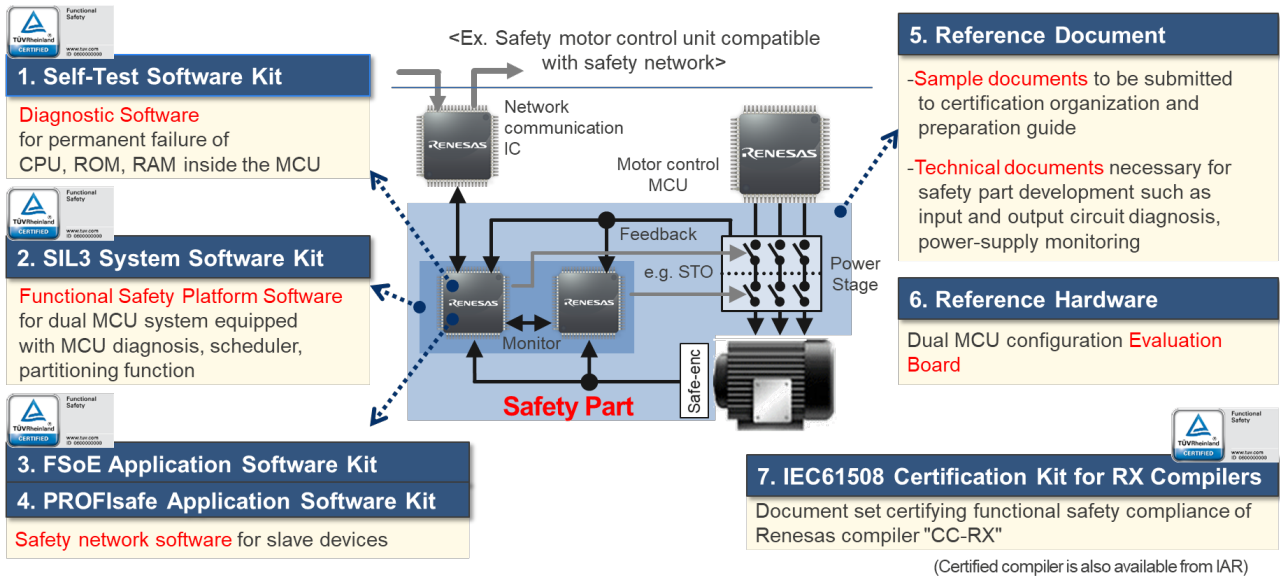 TÜVRheinland
CERTIFIED
Functional
Safety
www.tuv.com
ID 0600000000
1. Self-Test Software Kit
Diagnostic Software
for permanent failure of
CPU, ROM, RAM inside the MCU
TÜVRheinland
CERTIFIED
Functional
Safety
www.tuv.com
ID 0600000000
2. SIL3 System Software Kit
Functional Safety Platform Software
for dual MCU system equipped
with MCU diagnosis, scheduler,
partitioning function
TÜVRheinland
CERTIFIED
Functional
Safety
www.tuv.com
ID 0600000000
3. FSoE Application Software Kit
4. PROFIsafe Application Software Kit
Safety network software for slave devices
<Ex. Safety motor control unit compatible
with safety network>
Network
communication
IC
RENESAS
Motor control
MCU
RENESAS
Feedback
e.g. STO
Power
Stage
RENESAS
RENESAS
Monitor
Safe-enc
Safety Part
5. Reference Document
-Sample documents to be submitted
to certification organization and
preparation guide
-Technical documents necessary for
safety part development such as
input and output circuit diagnosis,
power-supply monitoring
6. Reference Hardware
Dual MCU configuration Evaluation
Board
TÜVRheinland
CERTIFIED
Functional
Safety
www.tuv.com
ID 0600000000
7. IEC61508 Certification Kit for RX Compilers
Document set certifying functional safety compliance of
Renesas compiler "CC-RX"
(Certified compiler is also available from IAR)